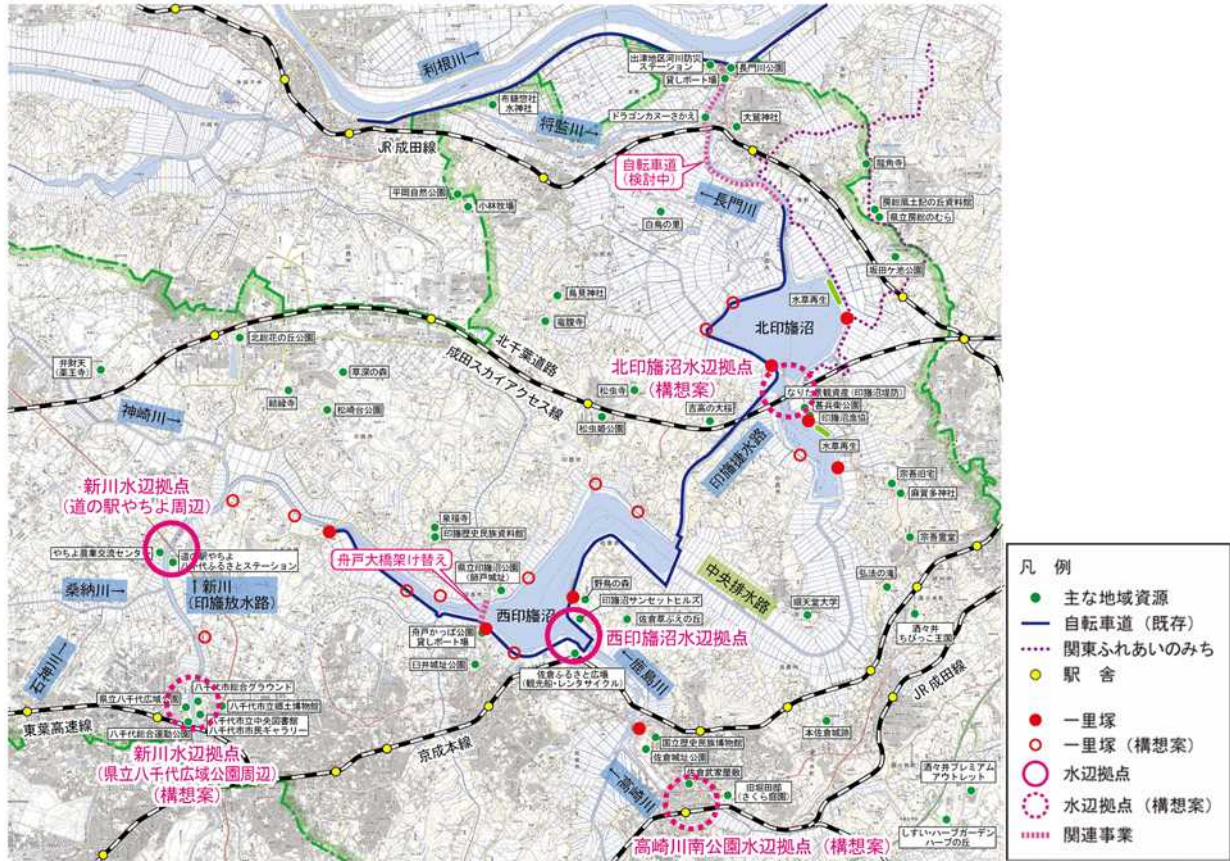 利根川→
出津地区河川防災
ステーション
長門川公園
貸しボート場
布鎌惣社
水神社
将監川→
ドラゴンカヌーさかえ
大鷲神社
JR成田線
自転車道
(検討中)
龍角寺
平岡自然公園
小林牧場
←長門川
白鳥の里
房総風土記の丘資料館
県立房総のむら
坂田ケ池公園
鳥見神社
水草再生
北印旛沼
龍腹寺
北総花の丘公園
北千葉道路
成田スカイアクセス線
北印旛沼水辺拠点
(構想案)
弁財天
(薬王寺)
草深の森
松虫寺
なりた景観資産(印旛沼堤防)
甚兵衛公園
結縁寺
松崎台公園
松虫姫公園
吉高の大桜
印旛沼漁協
神崎川→
水草再生
印旛捷水路
宗吾旧宅
麻賀多神社
新川水辺拠点
(道の駅やちよ周辺)
泉福寺
印旛歴史民族資料館
宗吾霊堂
やちよ農業交流センター
道の駅やちよ
八千代ふるさとステーション
舟戸大橋架け替え
県立印旛沼公園
(師戸城址)
中央排水路
弘法の滝
桑納川→
↑新川
(印旛放水路)
野鳥の森
印旛沼サンセットヒルズ
西印旛沼
佐倉草ぶえの丘
順天堂大学
酒々井
ちびっこ王国
舟戸かっぱ公園
貸しボート場
西印旛沼水辺拠点
石神川→
臼井城址公園
佐倉ふるさと広場
(観光船・レンタサイクル)
←鹿島川
JR成田線
八千代市総合グラウンド
県立八千代広域公園
八千代市立郷土博物館
東葉高速線
八千代市立中央図書館
八千代市市民ギャラリー
八千代総合運動公園
本佐倉城跡
国立歴史民族博物館
佐倉城址公園
京成本線
新川水辺拠点
(県立八千代広域公園周辺)
(構想案)
佐倉武家屋敷
←高崎川
旧堀田邸
(さくら庭園)
酒々井プレミアム
アウトレット
しすい・ハーブガーデン
ハーブの丘
高崎川南公園水辺拠点(構想案)
凡例
主な地域資源
自転車道(既存)
関東ふれあいのみち
駅舎
一里塚
一里塚(構想案)
水辺拠点
水辺拠点(構想案)
関連事業